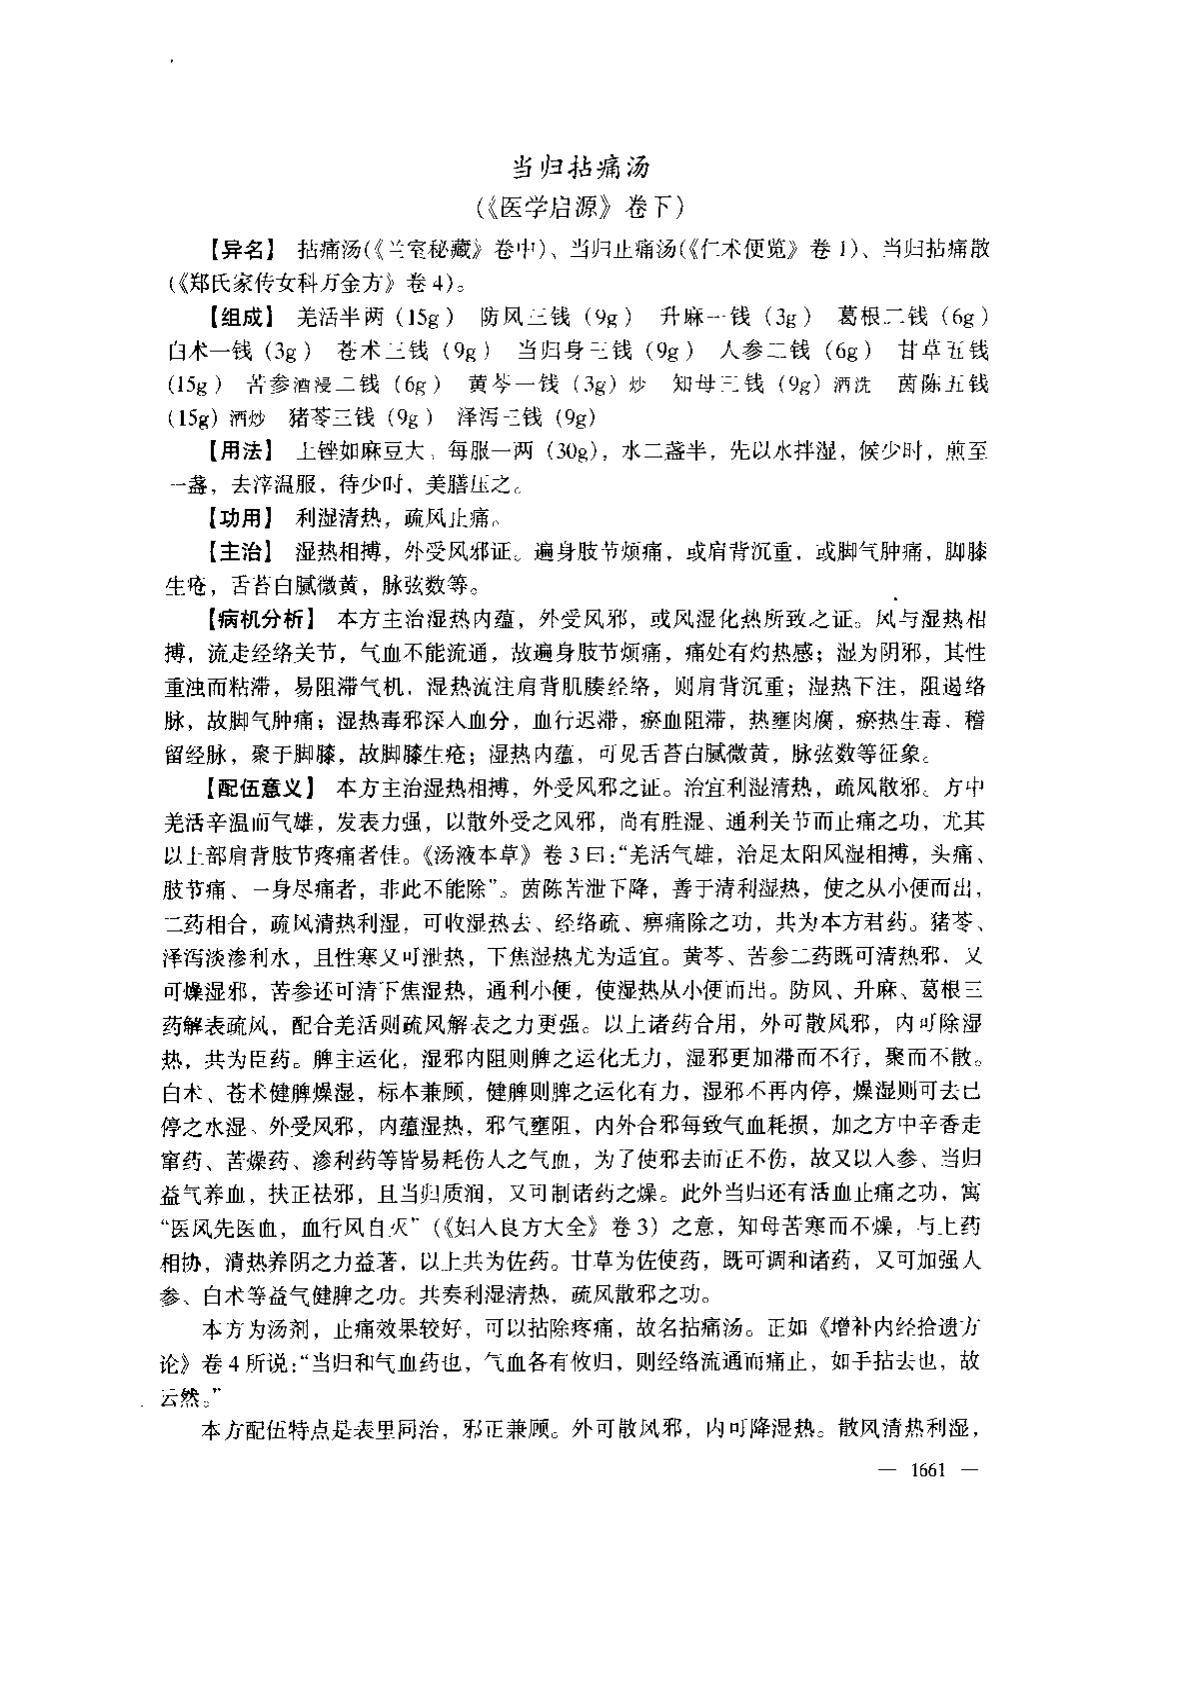 当归拈痛汤
(《医学启源》卷下)
【异名】 拈痛汤(《兰室秘藏》卷中)、当归止痛汤(《仁术便览》卷1)、当归拈痛散
(《郑氏家传女科万金方》卷4)。
【组成】 羌活半两(15g) 防风三钱(9g) 升麻一钱(3g) 葛根二钱(6g)
白术一钱(3g) 苍术三钱(9g) 当归身三钱(9g) 人参二钱(6g) 甘草五钱
(15g) 苦参酒浸二钱(6g) 黄芩一钱(3g)炒 知母三钱(9g)酒洗 茵陈五钱
(15g)酒炒 猪苓三钱(9g) 泽泻三钱(9g)
【用法】 上锉如麻豆大,每服一两(30g),水二盏半,先以水拌湿,候少时,煎至
一盏,去滓温服,待少时,美膳压之。
【功用】 利湿清热,疏风止痛。
【主治】 湿热相搏,外受风邪证。遍身肢节烦痛,或肩背沉重,或脚气肿痛,脚膝
生疮,舌苔白腻微黄,脉弦数等。
【病机分析】 本方主治湿热内蕴,外受风邪,或风湿化热所致之证。风与湿热相
搏,流走经络关节,气血不能流通,故遍身肢节烦痛,痛处有灼热感;湿为阴邪,其性
重浊而粘滞,易阻滞气机,湿热流注肩背肌腠经络,则肩背沉重;湿热下注,阻遏络
脉,故脚气肿痛;湿热毒邪深入血分,血行迟滞,瘀血阻滞,热壅肉腐,瘀热生毒、稽
留经脉,聚于脚膝,故脚膝生疮;湿热内蕴,可见舌苔白腻微黄,脉弦数等征象。
【配伍意义】 本方主治湿热相搏,外受风邪之证。治宜利湿清热,疏风散邪。方中
羌活辛温而气雄,发表力强,以散外受之风邪,尚有胜湿、通利关节而止痛之功,尤其
以上部肩背肢节疼痛者佳。《汤液本草》卷3曰:“羌活气雄,治足太阳风湿相搏,头痛、
肢节痛、一身尽痛者,非此不能除”。茵陈苦泄下降,善于清利湿热,使之从小便而出,
二药相合,疏风清热利湿,可收湿热去、经络疏、痹痛除之功,共为本方君药。猪苓、
泽泻淡渗利水,且性寒又可泄热,下焦湿热尤为适宜。黄芩、苦参二药既可清热邪,又
可燥湿邪,苦参还可清下焦湿热,通利小便,使湿热从小便而出。防风、升麻、葛根三
药解表疏风,配合羌活则疏风解表之力更强。以上诸药合用,外可散风邪,内可除湿
热,共为臣药。脾主运化,湿邪内阻则脾之运化无力,湿邪更加滞而不行,聚而不散。
白术、苍术健脾燥湿,标本兼顾,健脾则脾之运化有力,湿邪不再内停,燥湿则可去已
停之水湿、外受风邪,内蕴湿热,邪气壅阻,内外合邪每致气血耗损,加之方中辛香走
窜药、苦燥药、渗利药等皆易耗伤人之气血,为了使邪去而正不伤,故又以人参、当归
益气养血,扶正祛邪,且当归质润,又可制诸药之燥。此外当归还有活血止痛之功,寓
“医风先医血,血行风自灭”(《妇人良方大全》卷3)之意,知母苦寒而不燥,与上药
相协,清热养阴之力益著,以上共为佐药。甘草为佐使药,既可调和诸药,又可加强人
参、白术等益气健脾之功。共奏利湿清热,疏风散邪之功。
本方为汤剂,止痛效果较好,可以拈除疼痛,故名拈痛汤。正如《增补内经拾遗方
论》卷4所说:“当归和气血药也,气血各有攸归,则经络流通而痛止,如手拈去也,故
云然。”
本方配伍特点是表里同治,邪正兼顾。外可散风邪,内可降湿热。散风清热利湿,
— 1661 —